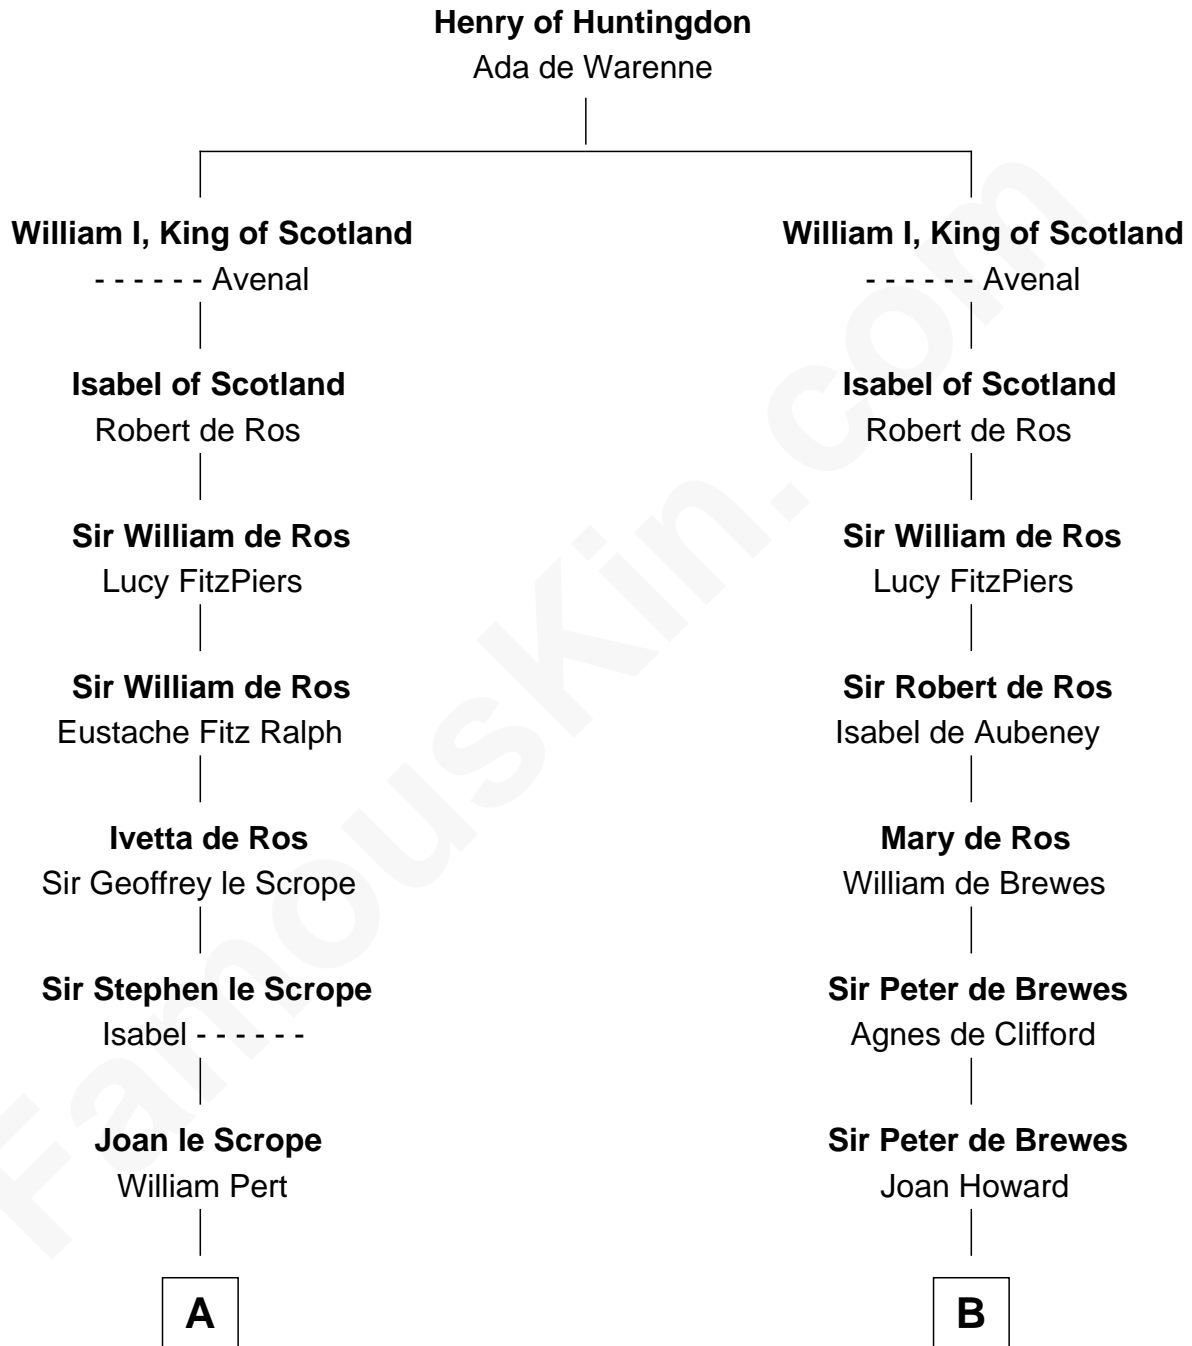 Henry of Huntingdon
Ada de Warenne
William I, King of Scotland
- - - - - - Avenal
Isabel of Scotland
Robert de Ros
Sir William de Ros
Lucy FitzPiers
Sir William de Ros
Eustache Fitz Ralph
Ivetta de Ros
Sir Geoffrey le Scrope
Sir Stephen le Scrope
Isabel - - - - - -
Joan le Scrope
William Pert
A
William I, King of Scotland
- - - - - - Avenal
Isabel of Scotland
Robert de Ros
Sir William de Ros
Lucy FitzPiers
Sir Robert de Ros
Isabel de Aubeney
Mary de Ros
William de Brewes
Sir Peter de Brewes
Agnes de Clifford
Sir Peter de Brewes
Joan Howard
B
FamousKin.com